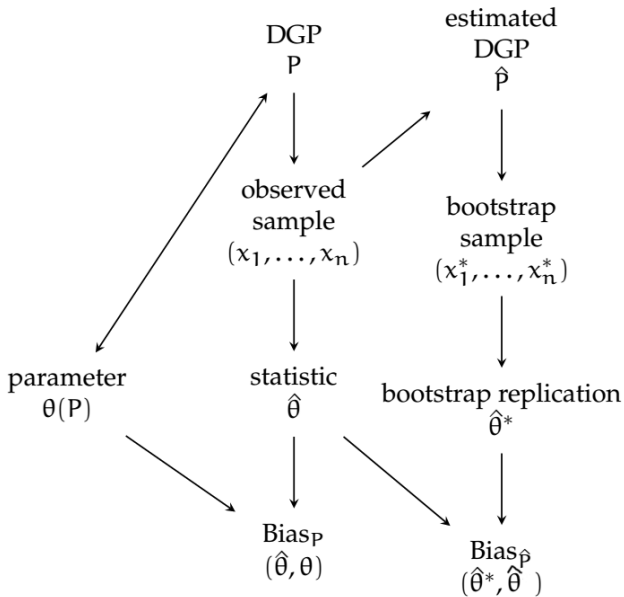 DGP
P
estimated
DGP
P̂
observed
sample
(x₁, . . . , xₙ)
bootstrap
sample
(x₁*, . . . , xₙ*)
parameter
θ(P)
statistic
θ̂
bootstrap replication
θ̂*
Bias_P
(θ̂, θ)
Bias_P̂
(θ̂*, θ̂ )